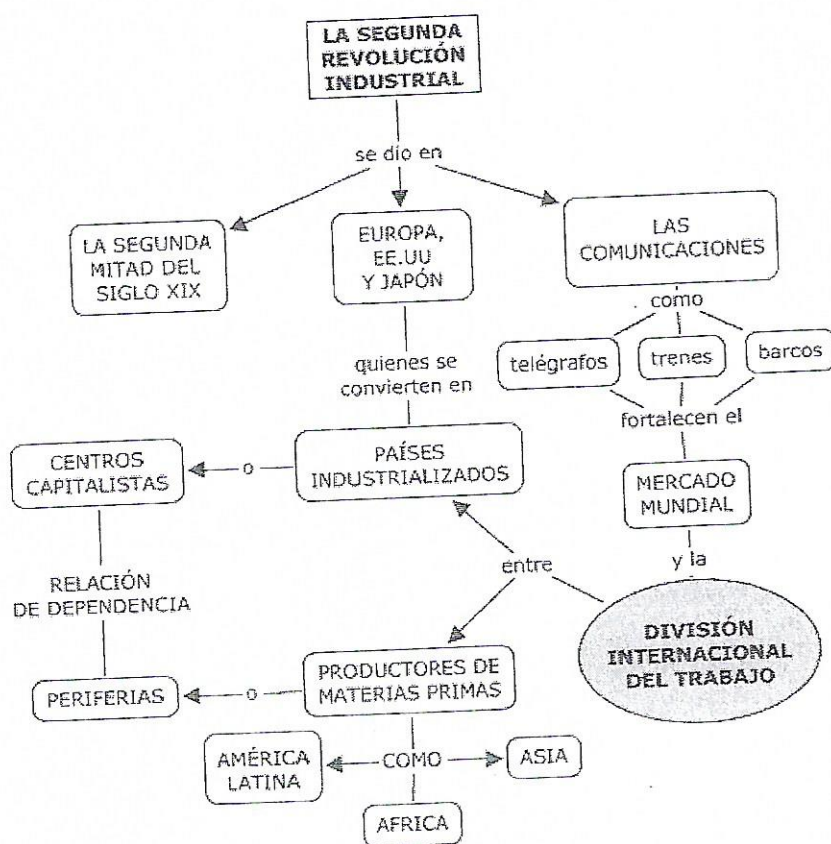 LA SEGUNDA
REVOLUCIÓN
INDUSTRIAL
se dio en
LA SEGUNDA
MITAD DEL
SIGLO XIX
EUROPA,
EE.UU
Y JAPÓN
LAS
COMUNICACIONES
como
telégrafos
trenes
barcos
quienes se
convierten en
fortalecen el
CENTROS
CAPITALISTAS
o
PAÍSES
INDUSTRIALIZADOS
MERCADO
MUNDIAL
RELACIÓN
DE DEPENDENCIA
entre
y la
DIVISIÓN
INTERNACIONAL
DEL TRABAJO
PERIFERIAS
o
PRODUCTORES DE
MATERIAS PRIMAS
AMÉRICA
LATINA
COMO
ASIA
AFRICA